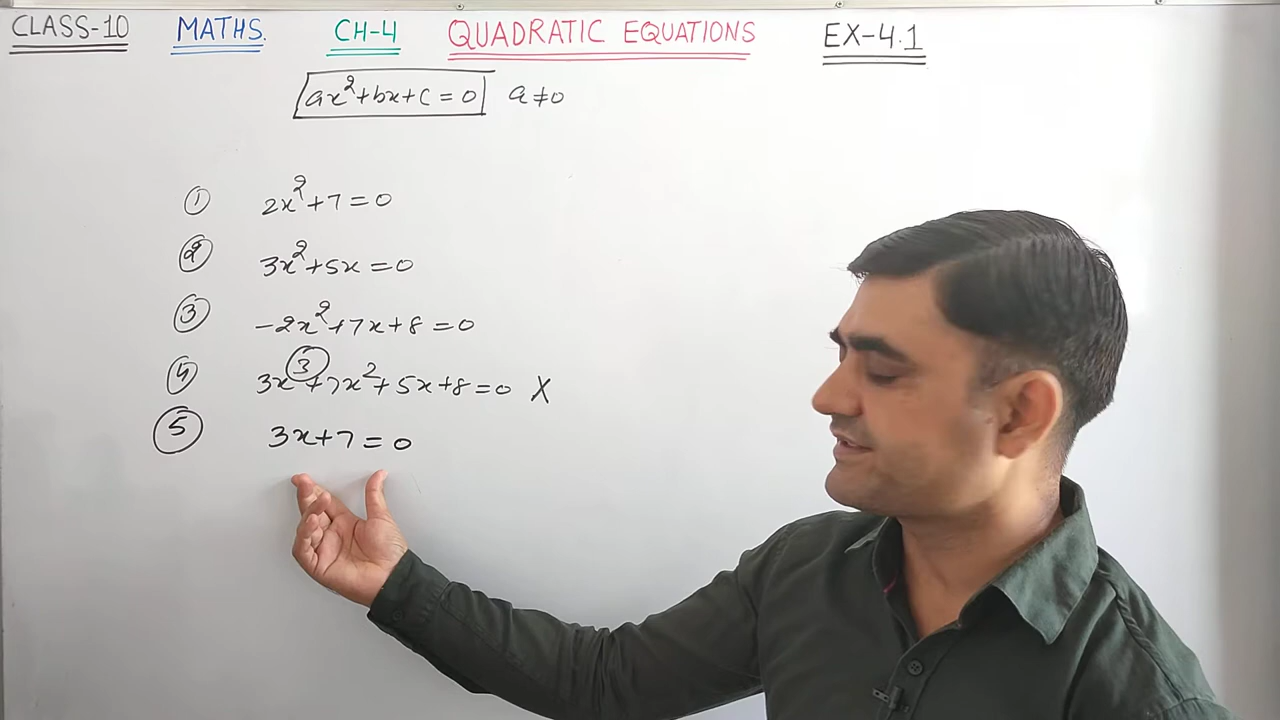 CLASS-10 MATHS. CH-4 QUADRATIC EQUATIONS EX-4.1
ax²+bx+c=0 a≠0
① 2x²+7=0
② 3x²+5x=0
③ -2x²+7x+8=0
④ 3x³+7x²+5x+8=0 X
⑤ 3x+7=0